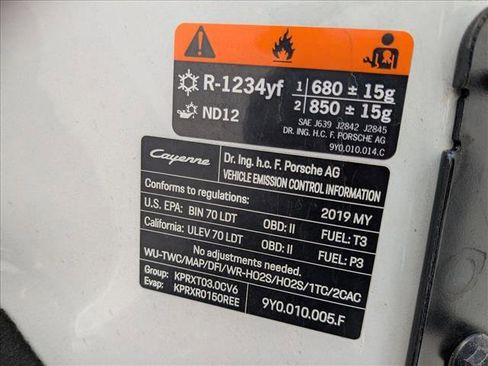 R-1234yf 1 680 ± 15g
2 850 ± 15g
ND12
SAE J639 J2842 J2845
DR. ING. H.C. F. PORSCHE AG
9Y0.010.014.C
Cayenne Dr. Ing. h.c. F. Porsche AG
VEHICLE EMISSION CONTROL INFORMATION
Conforms to regulations: 2019 MY
U.S. EPA: BIN 70 LDT OBD: II FUEL: T3
California: ULEV 70 LDT OBD: II FUEL: P3
No adjustments needed.
WU-TWC/MAP/DFI/WR-HO2S/HO2S/1TC/2CAC
Group: KPRXT03.0CV6
Evap: KPRXR0150REE 9Y0.010.005.F